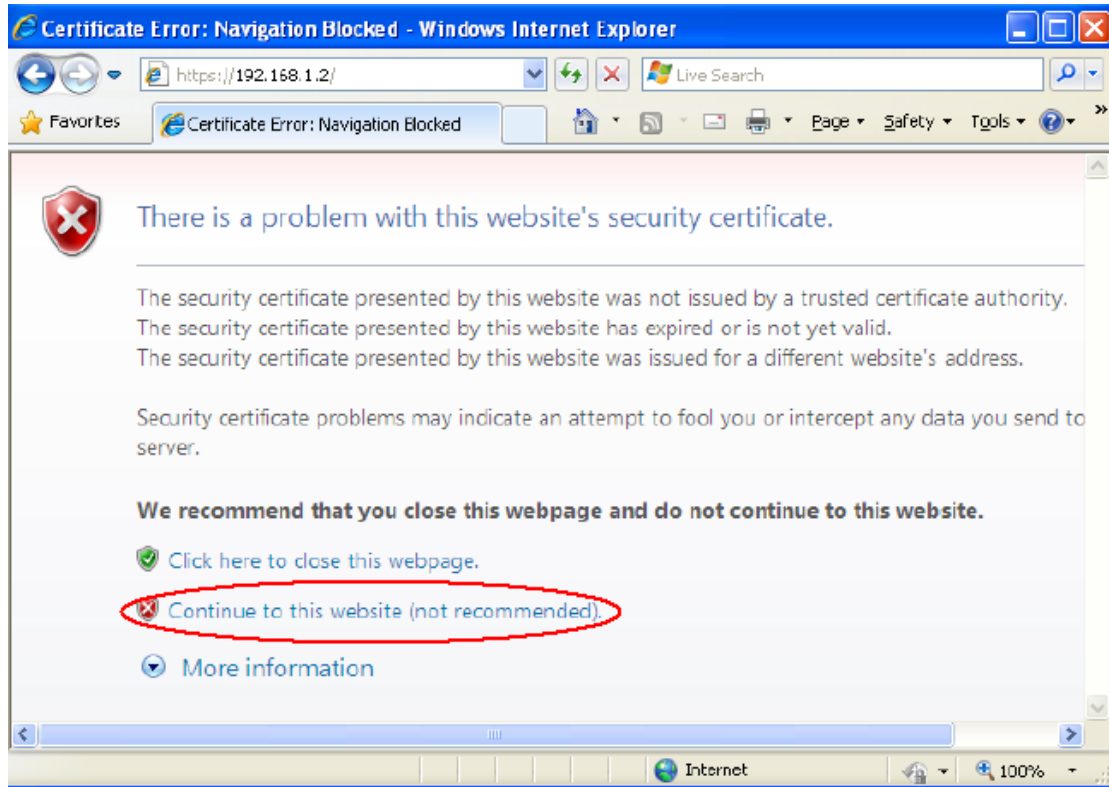 Certificate Error: Navigation Blocked - Windows Internet Explorer
https://192.168.1.2/
Live Search
Favorites
Certificate Error: Navigation Blocked
Page
Safety
Tools
There is a problem with this website's security certificate.
The security certificate presented by this website was not issued by a trusted certificate authority.
The security certificate presented by this website has expired or is not yet valid.
The security certificate presented by this website was issued for a different website's address.
Security certificate problems may indicate an attempt to fool you or intercept any data you send to
server.
We recommend that you close this webpage and do not continue to this website.
Click here to close this webpage.
Continue to this website (not recommended).
More information
Internet
100%